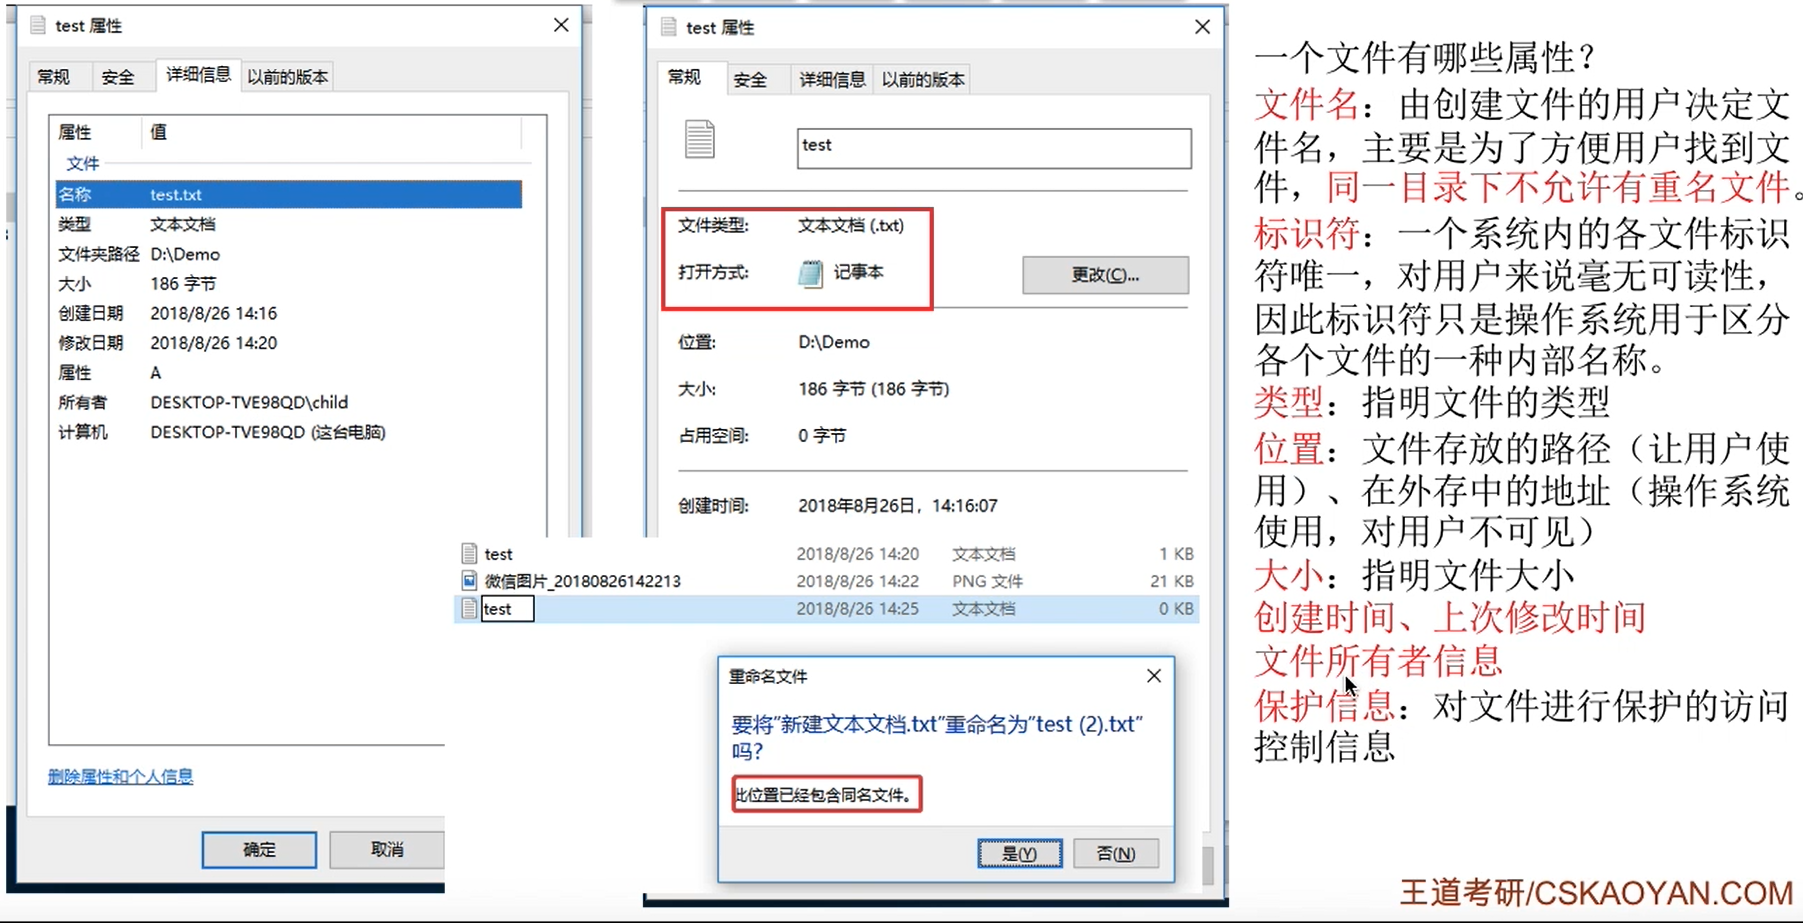 test 属性
常规
安全
详细信息
以前的版本
属性
值
文件
名称
test.txt
类型
文本文档
文件夹路径
D:\Demo
大小
186 字节
创建日期
2018/8/26 14:16
修改日期
2018/8/26 14:20
属性
A
所有者
DESKTOP-TVE98QD\child
计算机
DESKTOP-TVE98QD (这台电脑)
删除属性和个人信息
确定
取消
test 属性
常规
安全
详细信息
以前的版本
test
文件类型:
文本文档 (.txt)
打开方式:
记事本
更改(C)...
位置:
D:\Demo
大小:
186 字节 (186 字节)
占用空间:
0 字节
创建时间:
2018年8月26日，14:16:07
test
2018/8/26 14:20
文本文档
1 KB
微信图片_20180826142213
2018/8/26 14:22
PNG 文件
21 KB
test
2018/8/26 14:25
文本文档
0 KB
重命名文件
要将"新建文本文档.txt"重命名为"test (2).txt"
吗?
此位置已经包含同名文件。
是(Y)
否(N)
一个文件有哪些属性？
文件名：由创建文件的用户决定文
件名，主要是为了方便用户找到文
件，同一目录下不允许有重名文件。
标识符：一个系统内的各文件标识
符唯一，对用户来说毫无可读性，
因此标识符只是操作系统用于区分
各个文件的一种内部名称。
类型：指明文件的类型
位置：文件存放的路径（让用户使
用）、在外存中的地址（操作系统
使用，对用户不可见）
大小：指明文件大小
创建时间、上次修改时间
文件所有者信息
保护信息：对文件进行保护的访问
控制信息
王道考研/CSKAOYAN.COM